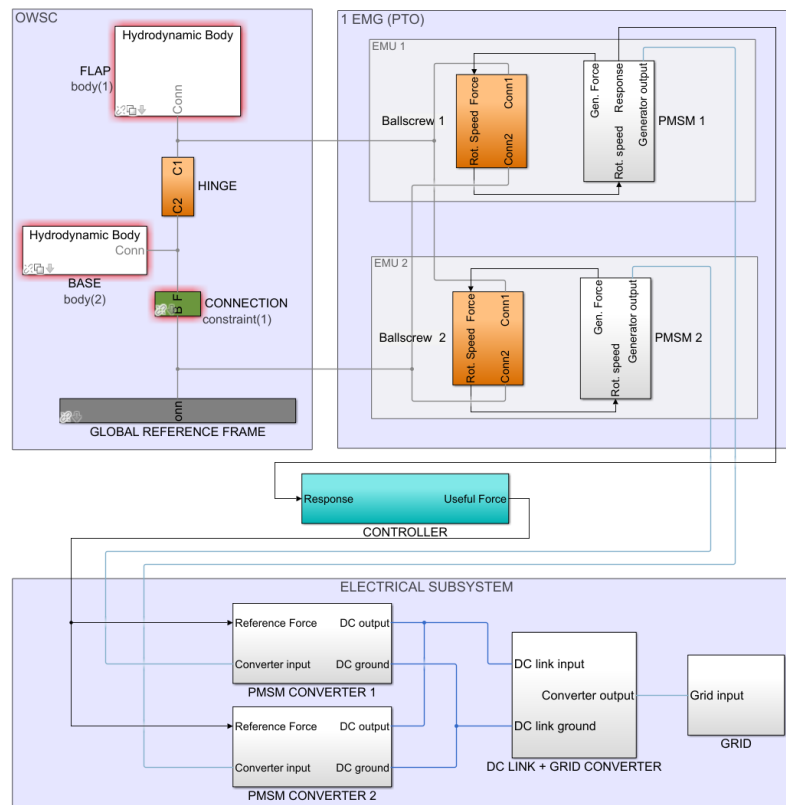 OWSC
Hydrodynamic Body
FLAP
body(1)
Conn
C1
C2
HINGE
Hydrodynamic Body
Conn
BASE
body(2)
B F
CONNECTION
constraint(1)
onn
GLOBAL REFERENCE FRAME
1 EMG (PTO)
EMU 1
Ballscrew 1
Force
Conn1
Rot. Speed
Conn2
Gen. Force
Response
Generator output
Rot. speed
PMSM 1
EMU 2
Ballscrew 2
Force
Conn1
Rot. Speed
Conn2
Gen. Force
Generator output
Rot. speed
PMSM 2
Response
Useful Force
CONTROLLER
ELECTRICAL SUBSYSTEM
Reference Force
DC output
Converter input
DC ground
PMSM CONVERTER 1
Reference Force
DC output
Converter input
DC ground
PMSM CONVERTER 2
DC link input
Converter output
DC link ground
DC LINK + GRID CONVERTER
Grid input
GRID